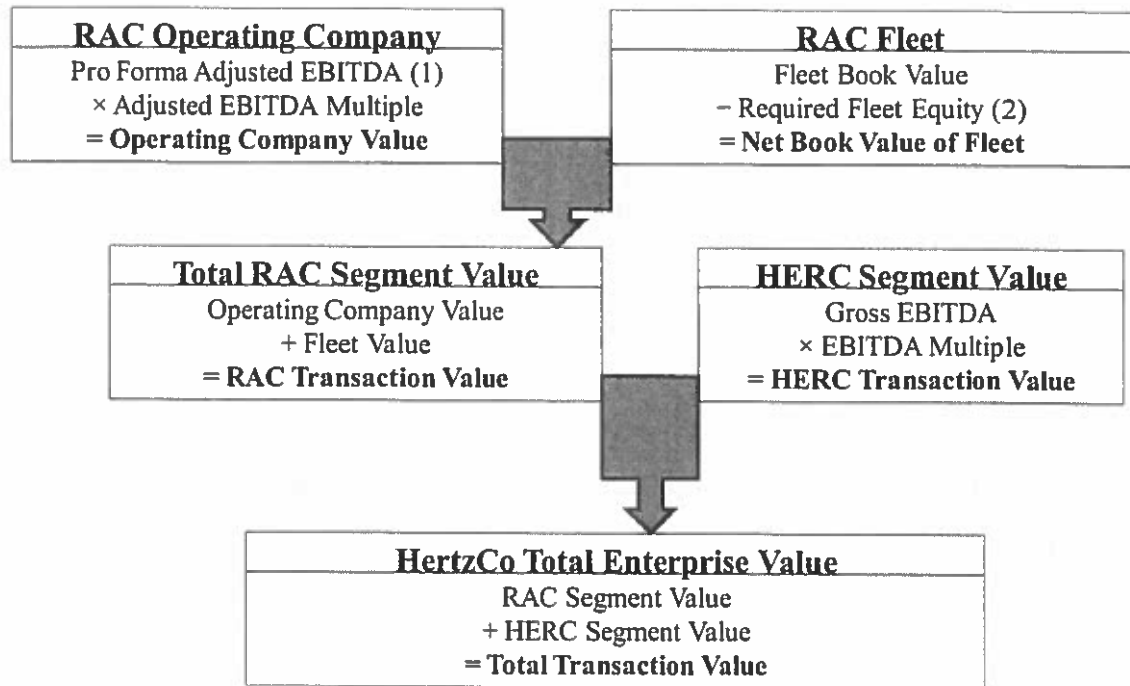 RAC Operating Company
Pro Forma Adjusted EBITDA (1)
× Adjusted EBITDA Multiple
= Operating Company Value
RAC Fleet
Fleet Book Value
− Required Fleet Equity (2)
= Net Book Value of Fleet
Total RAC Segment Value
Operating Company Value
+ Fleet Value
= RAC Transaction Value
HERC Segment Value
Gross EBITDA
× EBITDA Multiple
= HERC Transaction Value
HertzCo Total Enterprise Value
RAC Segment Value
+ HERC Segment Value
= Total Transaction Value